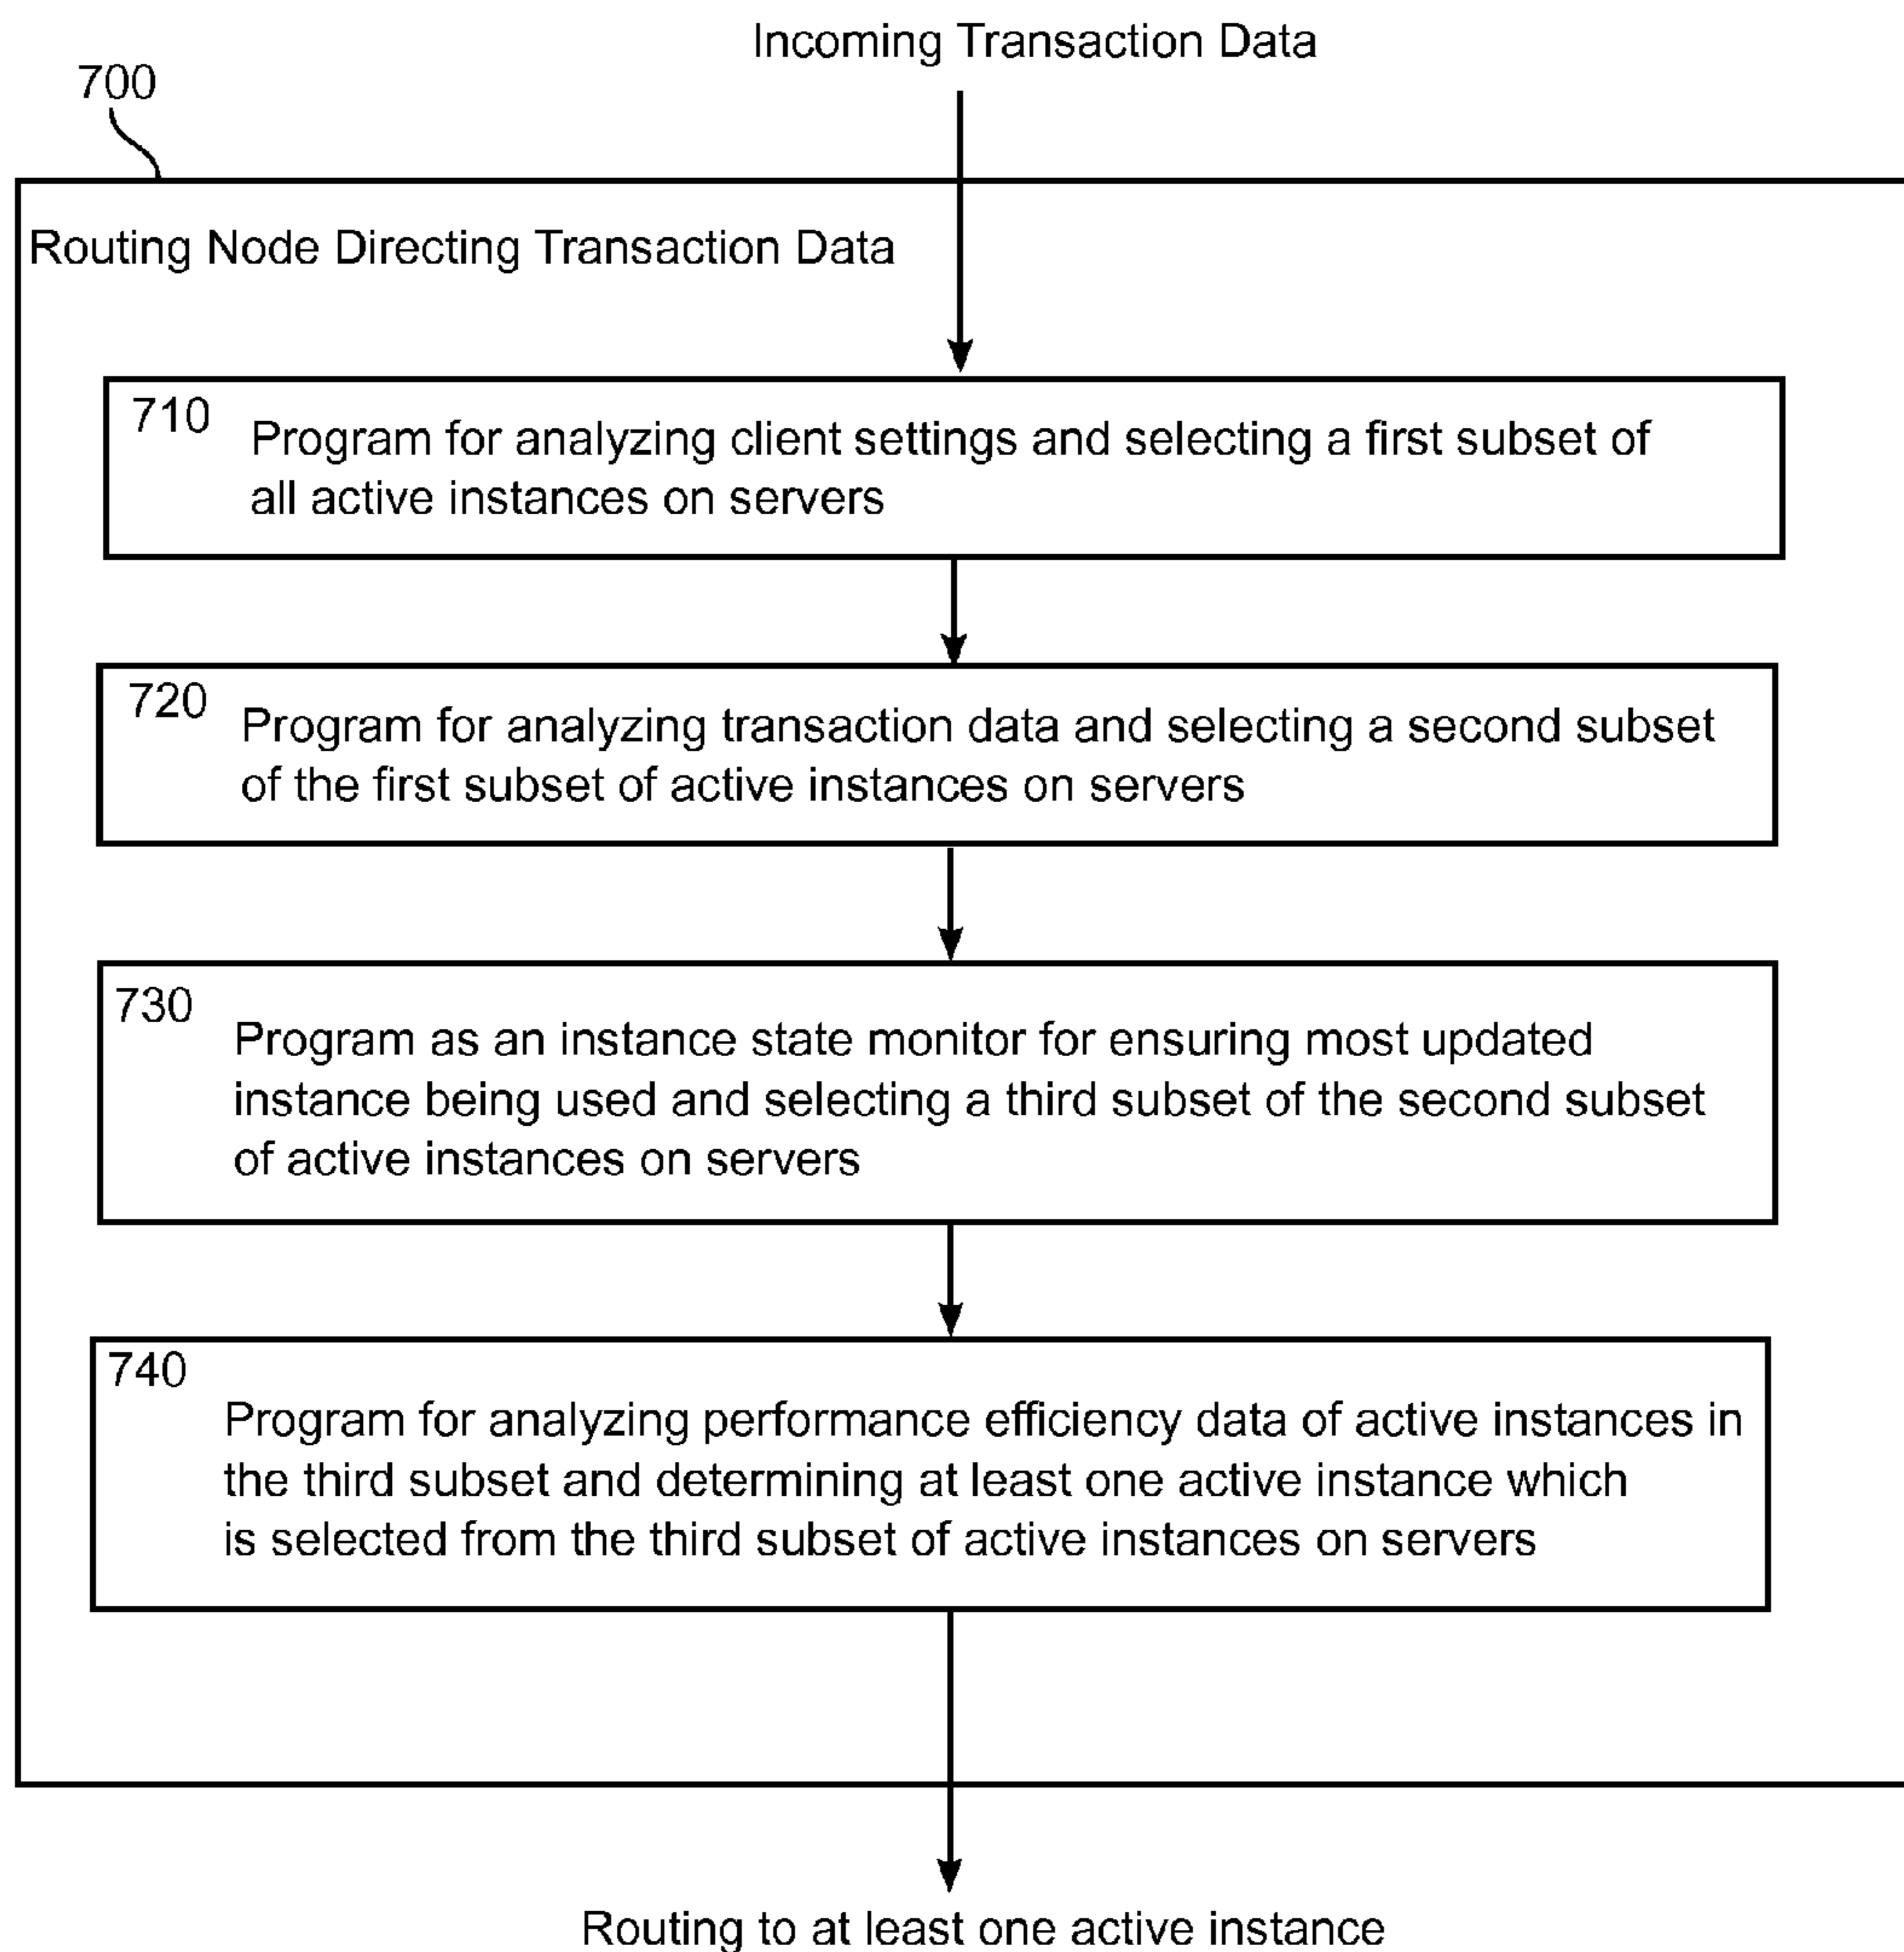 Incoming Transaction Data
700
Routing Node Directing Transaction Data
710
Program for analyzing client settings and selecting a first subset of
all active instances on servers
720
Program for analyzing transaction data and selecting a second subset
of the first subset of active instances on servers
730
Program as an instance state monitor for ensuring most updated
instance being used and selecting a third subset of the second subset
of active instances on servers
740
Program for analyzing performance efficiency data of active instances in
the third subset and determining at least one active instance which
is selected from the third subset of active instances on servers
Routing to at least one active instance